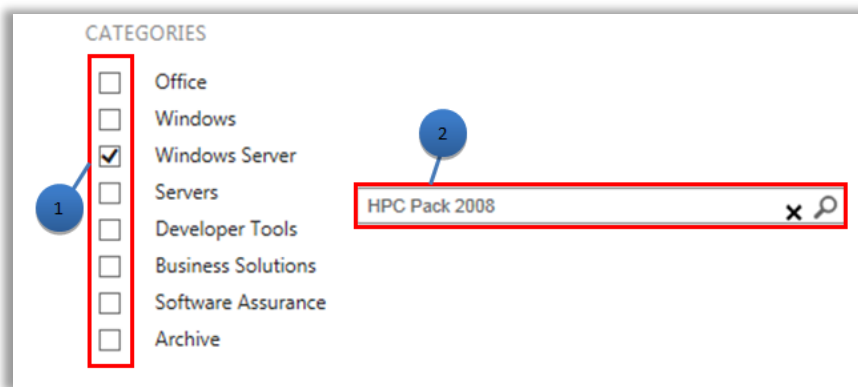 CATEGORIES
Office
Windows
2
Windows Server
1
Servers
HPC Pack 2008
Developer Tools
Business Solutions
Software Assurance
Archive